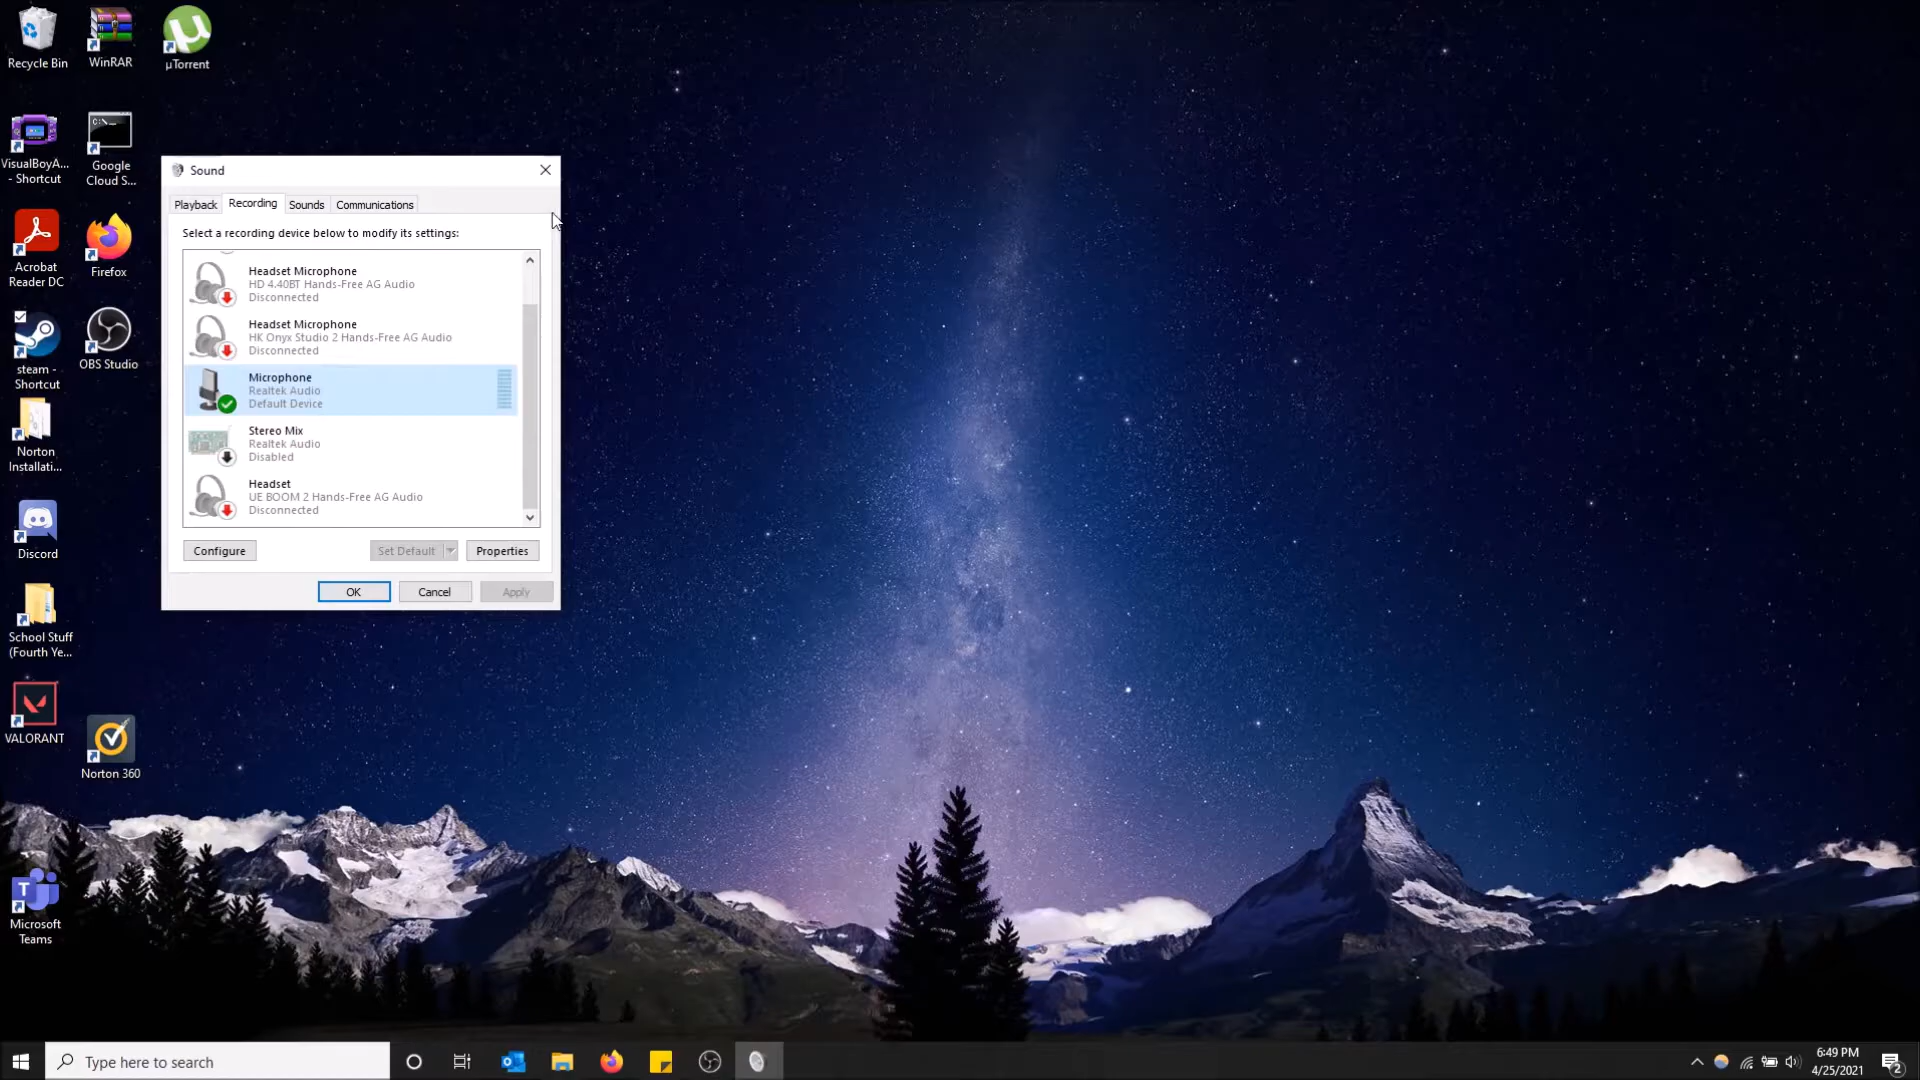 Recycle Bin
WinRAR
µTorrent
VisualBoyA...
- Shortcut
Google
Cloud S...
Acrobat
Reader DC
Firefox
steam -
Shortcut
OBS Studio
Norton
Installati...
Discord
School Stuff
(Fourth Ye...
VALORANT
Norton 360
Microsoft
Teams
Sound
Playback
Recording
Sounds
Communications
Select a recording device below to modify its settings:
Headset Microphone
HD 4.40BT Hands-Free AG Audio
Disconnected
Headset Microphone
HK Onyx Studio 2 Hands-Free AG Audio
Disconnected
Microphone
Realtek Audio
Default Device
Stereo Mix
Realtek Audio
Disabled
Headset
UE BOOM 2 Hands-Free AG Audio
Disconnected
Configure
Set Default
Properties
OK
Cancel
Apply
Type here to search
6:49 PM
4/25/2021
2